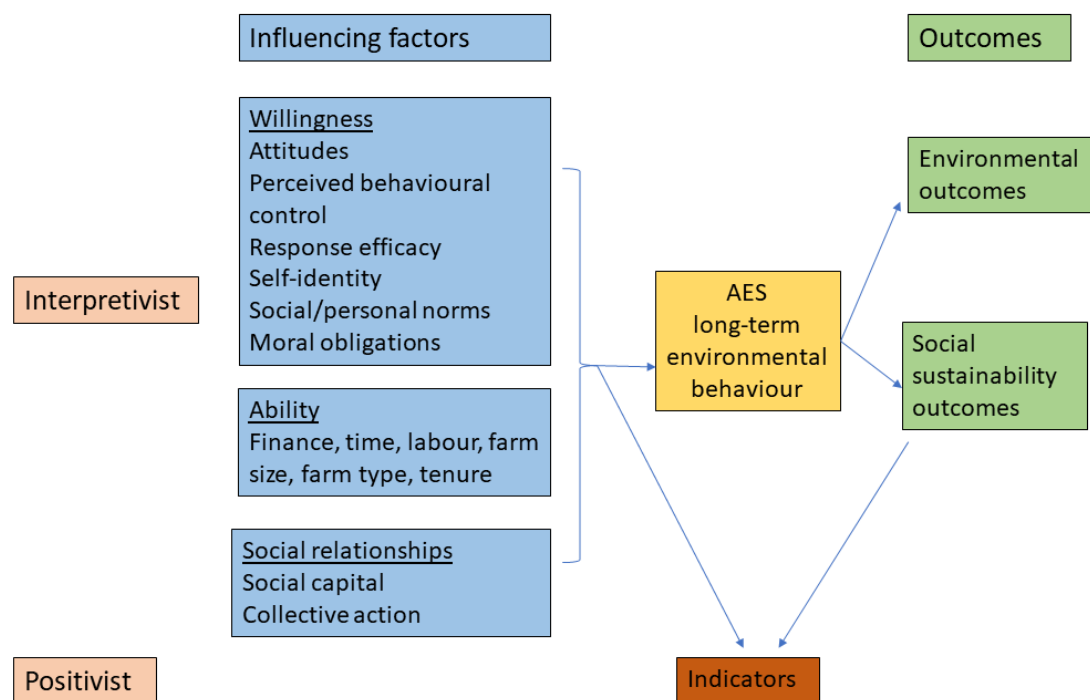 Influencing factors
Outcomes
Willingness
Attitudes
Perceived behavioural
control
Response efficacy
Self-identity
Social/personal norms
Moral obligations
Interpretivist
Ability
Finance, time, labour, farm
size, farm type, tenure
Social relationships
Social capital
Collective action
AES
long-term
environmental
behaviour
Environmental
outcomes
Social
sustainability
outcomes
Positivist
Indicators